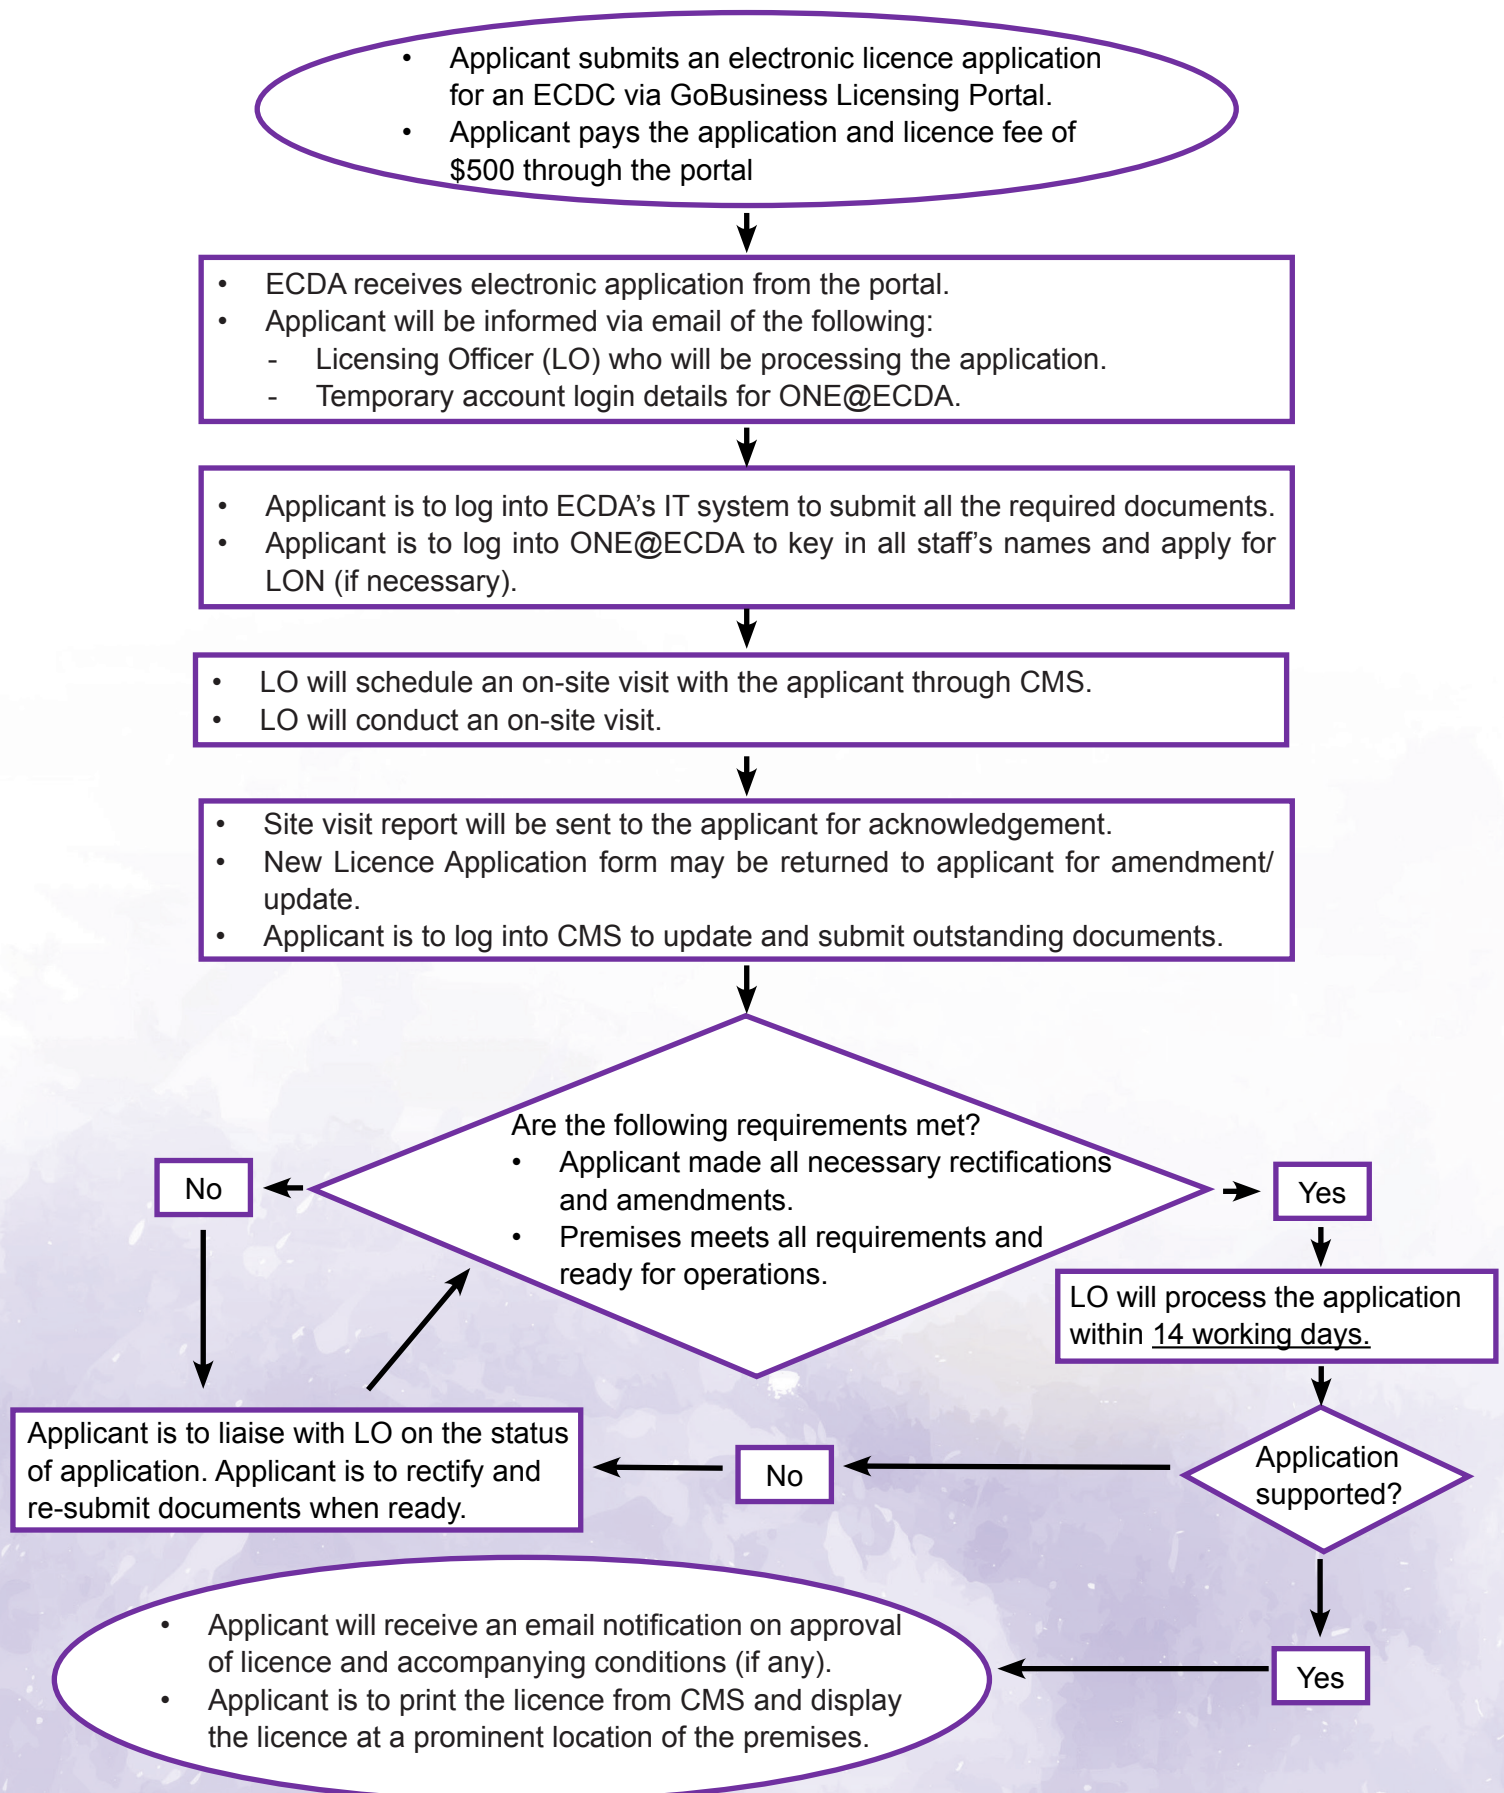 • Applicant submits an electronic licence application
for an ECDC via GoBusiness Licensing Portal.
• Applicant pays the application and licence fee of
$500 through the portal
• ECDA receives electronic application from the portal.
• Applicant will be informed via email of the following:
- Licensing Officer (LO) who will be processing the application.
- Temporary account login details for ONE@ECDA.
• Applicant is to log into ECDA’s IT system to submit all the required documents.
• Applicant is to log into ONE@ECDA to key in all staff’s names and apply for
LON (if necessary).
• LO will schedule an on-site visit with the applicant through CMS.
• LO will conduct an on-site visit.
• Site visit report will be sent to the applicant for acknowledgement.
• New Licence Application form may be returned to applicant for amendment/
update.
• Applicant is to log into CMS to update and submit outstanding documents.
Are the following requirements met?
• Applicant made all necessary rectifications
and amendments.
• Premises meets all requirements and
ready for operations.
No
Yes
LO will process the application
within 14 working days.
Applicant is to liaise with LO on the status
of application. Applicant is to rectify and
re-submit documents when ready.
No
Application
supported?
Yes
• Applicant will receive an email notification on approval
of licence and accompanying conditions (if any).
• Applicant is to print the licence from CMS and display
the licence at a prominent location of the premises.